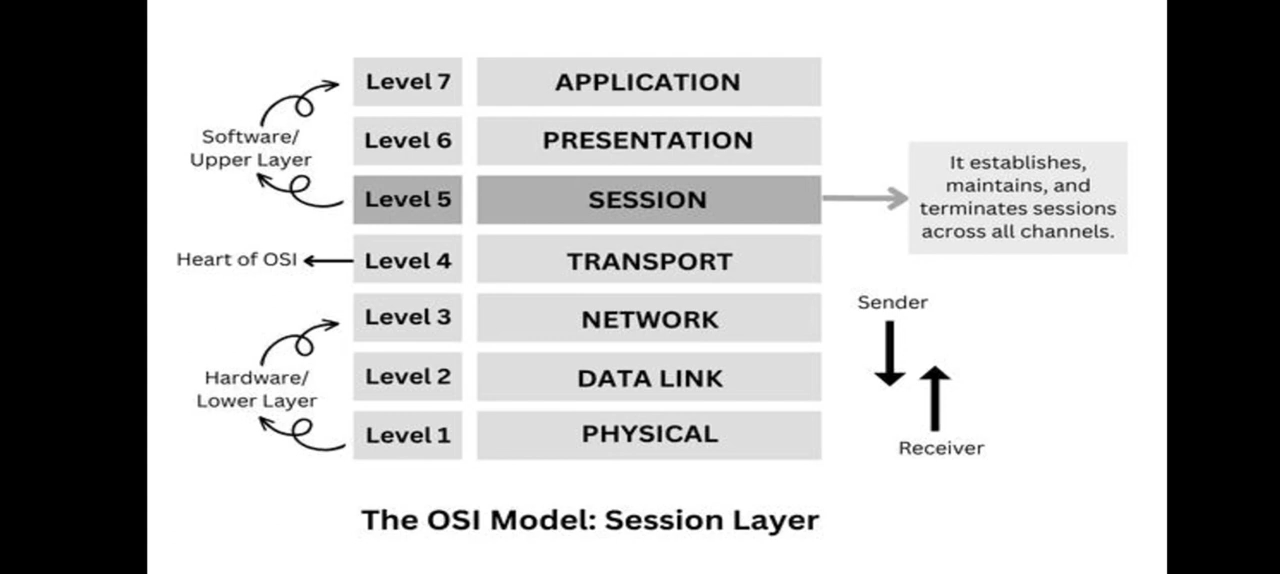 Level 7 APPLICATION
Software/
Upper Layer
Level 6 PRESENTATION
Level 5 SESSION
It establishes,
maintains, and
terminates sessions
across all channels.
Heart of OSI
Level 4 TRANSPORT
Level 3 NETWORK
Hardware/
Lower Layer
Level 2 DATA LINK
Level 1 PHYSICAL
Sender
Receiver
The OSI Model: Session Layer